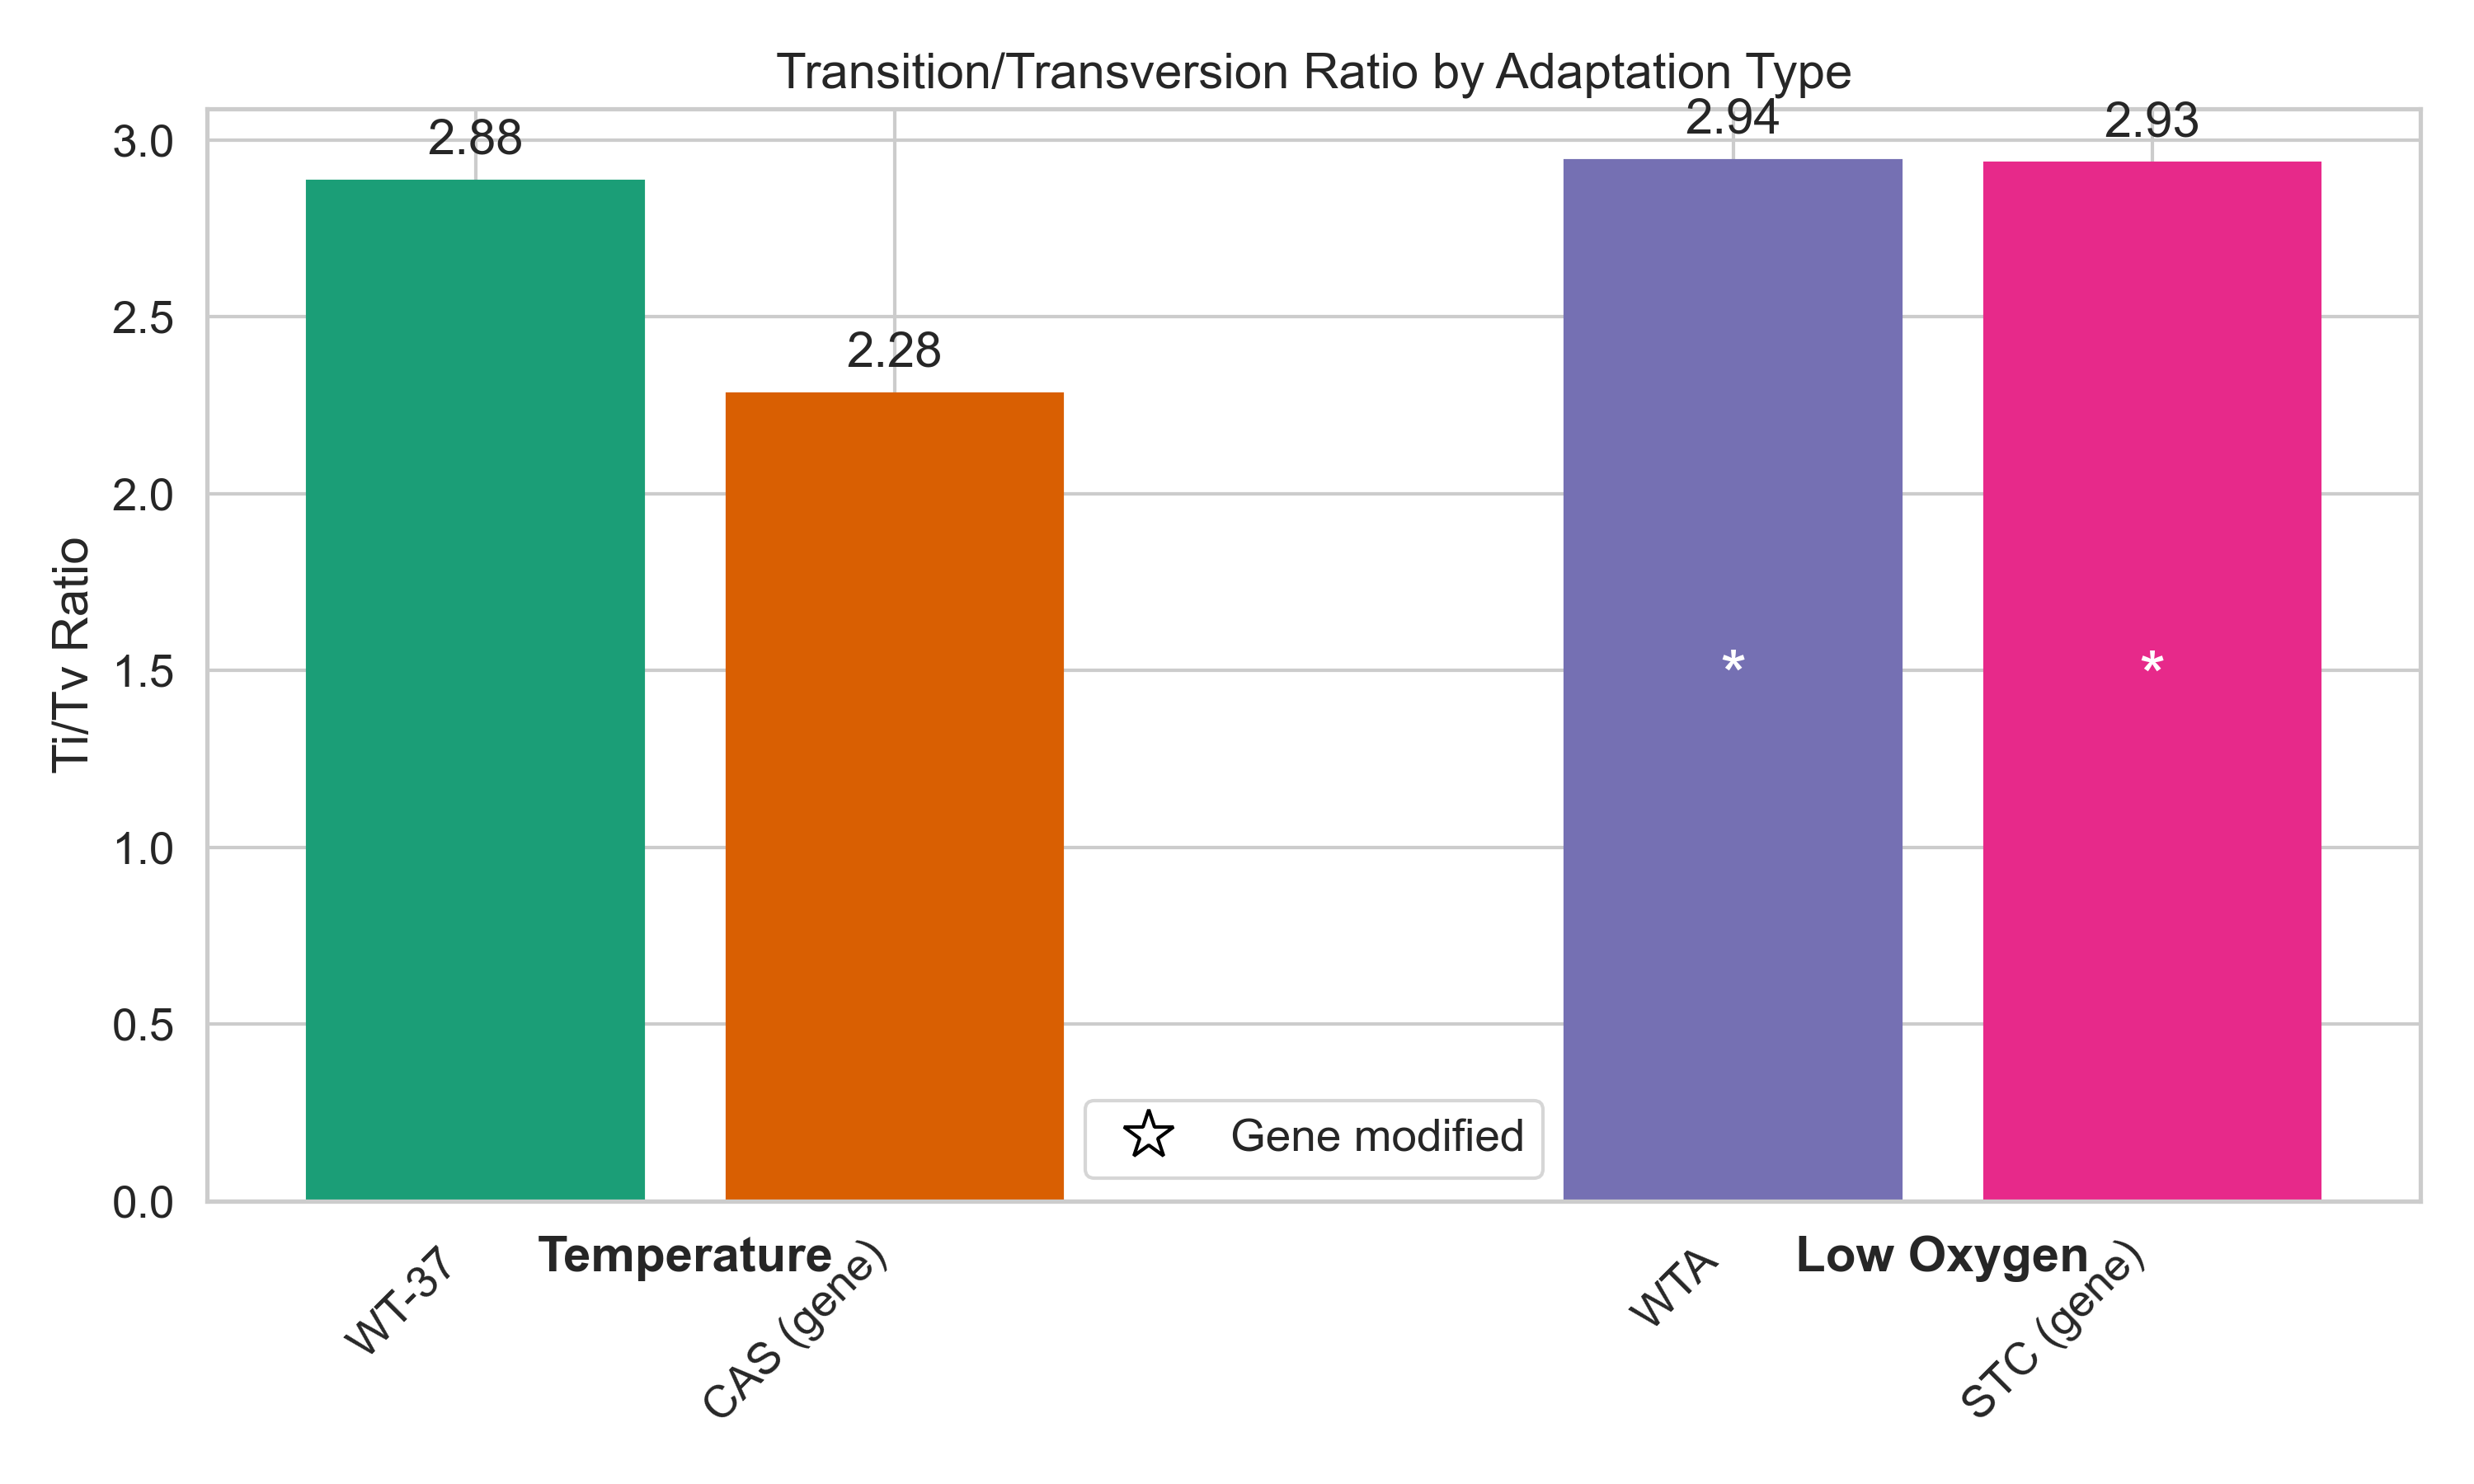 Transition/Transversion Ratio by Adaptation Type
Ti/Tv Ratio
3.0
2.5
2.0
1.5
1.0
0.5
0.0
2.88
2.28
2.94
2.93
*
*
Gene modified
WT-37
Temperature
CAS (gene)
WTA
Low Oxygen
STC (gene)